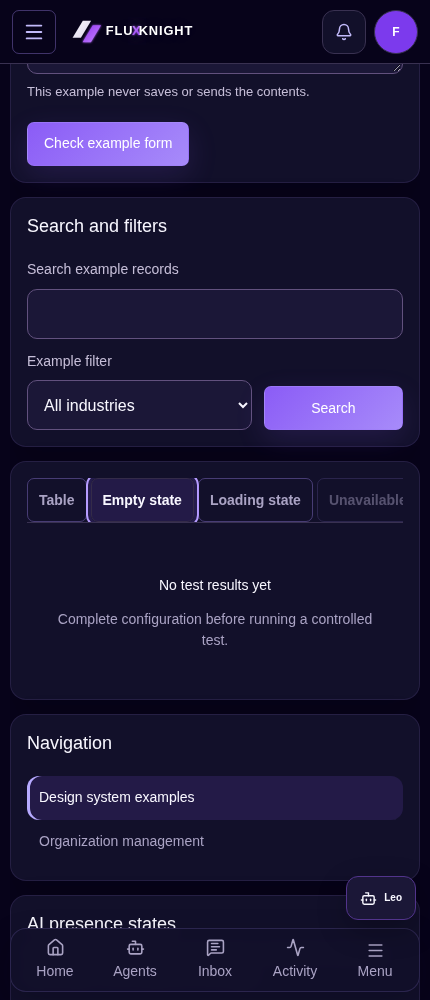 FLUXKNIGHT
F
This example never saves or sends the contents.
Check example form
Search and filters
Search example records
Example filter
All industries
Search
Table
Empty state
Loading state
Unavailable
No test results yet
Complete configuration before running a controlled
test.
Navigation
Design system examples
Organization management
Leo
AI presence states
Home
Agents
Inbox
Activity
Menu